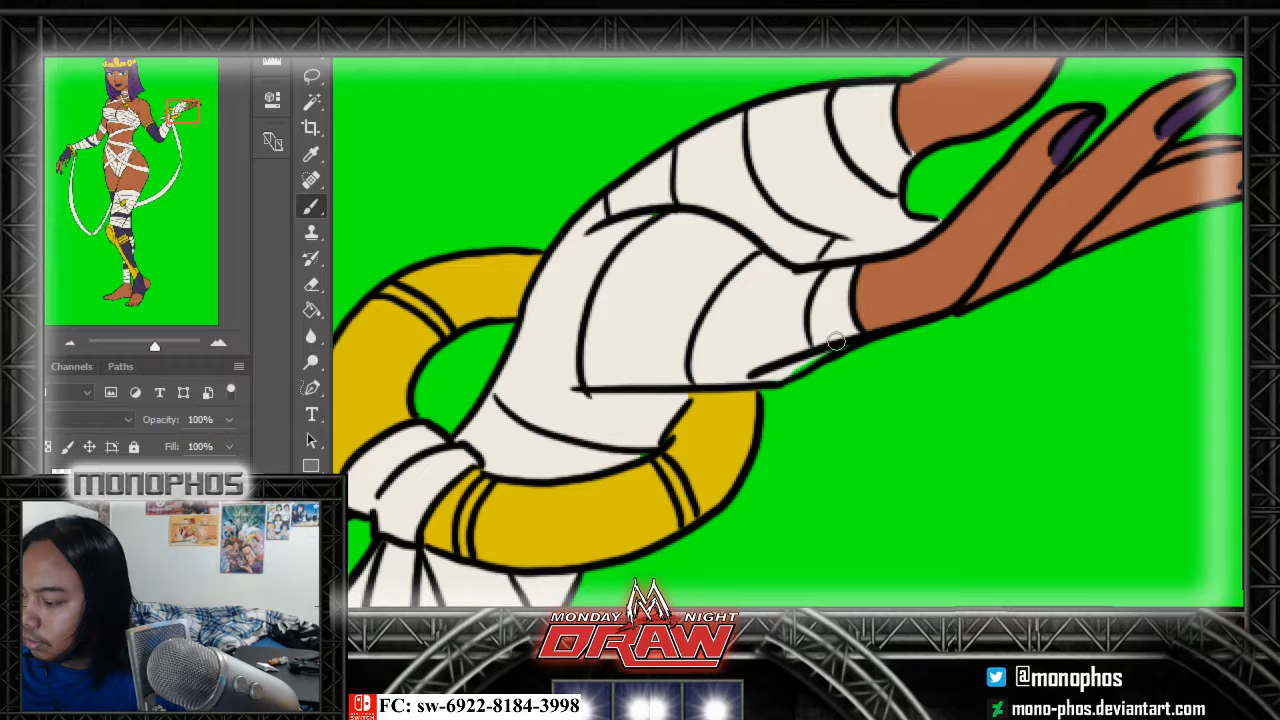 Channels
Paths
Opacity: 100%
Fill: 100%
MONOPHOS
MONDAY NIGHT
DRAW
FC: sw-6922-8184-3998
@monophos
mono-phos.deviantart.com